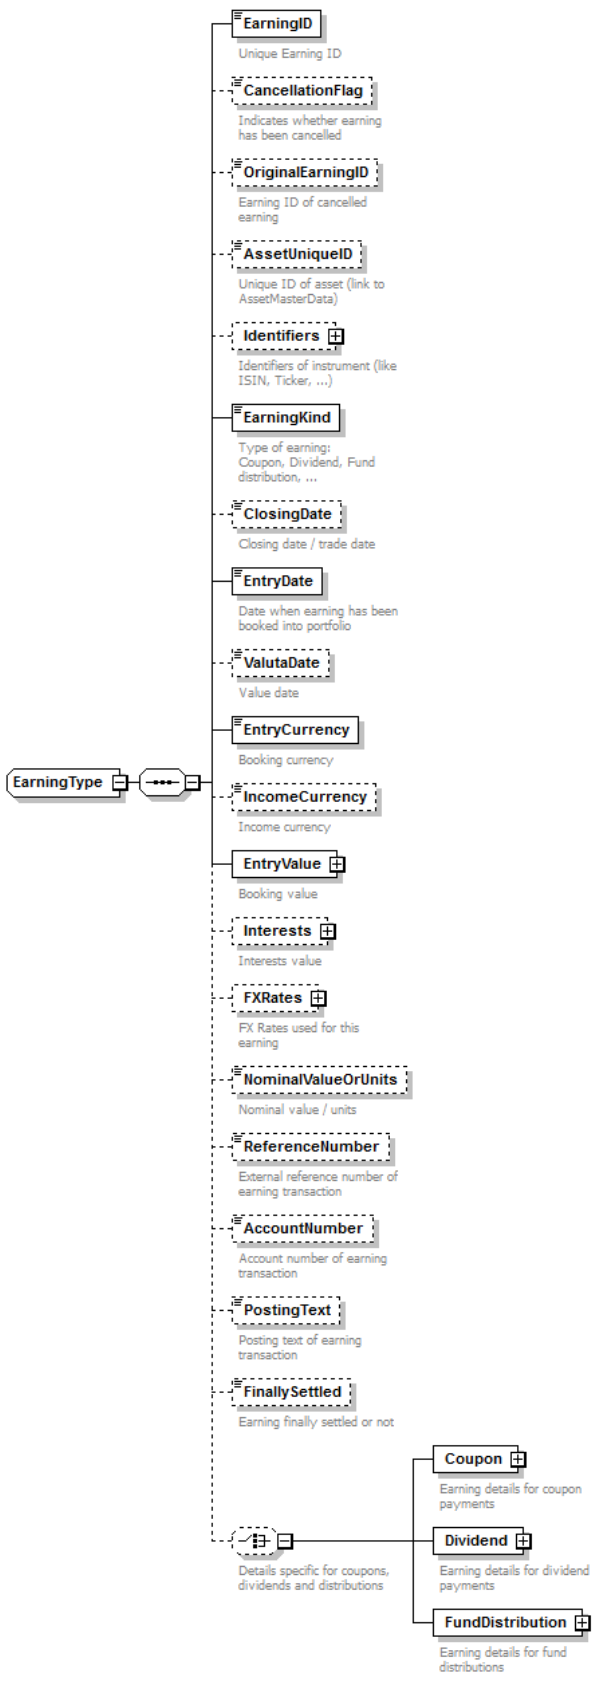 EarningID
Unique Earning ID
CancellationFlag
Indicates whether earning
has been cancelled
OriginalEarningID
Earning ID of cancelled
earning
AssetUniqueID
Unique ID of asset (link to
AssetMasterData)
Identifiers
Identifiers of instrument (like
ISIN, Ticker, ...)
EarningKind
Type of earning:
Coupon, Dividend, Fund
distribution, ...
ClosingDate
Closing date / trade date
EntryDate
Date when earning has been
booked into portfolio
ValutaDate
Value date
EntryCurrency
Booking currency
EarningType
IncomeCurrency
Income currency
EntryValue
Booking value
Interests
Interests value
FXRates
FX Rates used for this
earning
NominalValueOrUnits
Nominal value / units
ReferenceNumber
External reference number of
earning transaction
AccountNumber
Account number of earning
transaction
PostingText
Posting text of earning
transaction
FinallySettled
Earning finally settled or not
Coupon
Earning details for coupon
payments
Details specific for coupons,
dividends and distributions
Dividend
Earning details for dividend
payments
FundDistribution
Earning details for fund
distributions